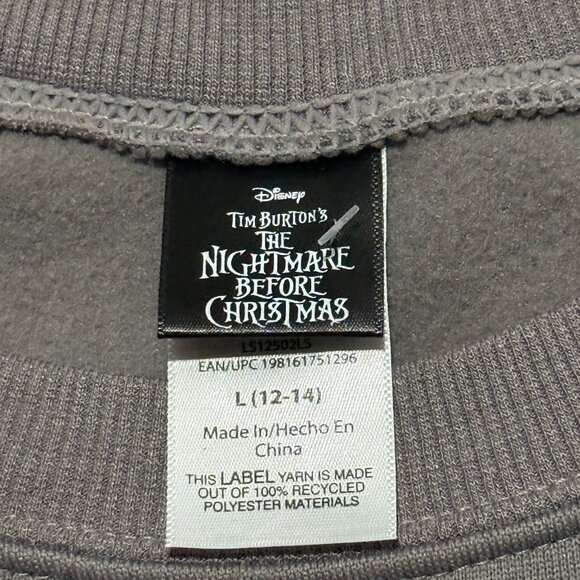 Disney
TIM BURTON'S
THE
NIGHTMARE
BEFORE
CHRISTMAS
LS12502LS
EAN/UPC 198161751296
L (12-14)
Made In/Hecho En
China
THIS LABEL YARN IS MADE
OUT OF 100% RECYCLED
POLYESTER MATERIALS